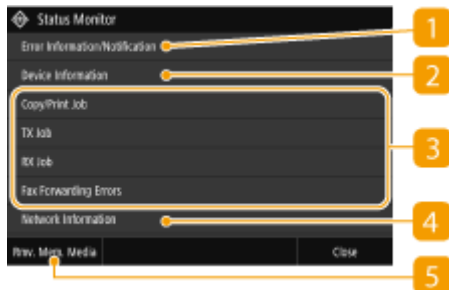 Status Monitor
Error Information/Notification
1
Device Information
2
Copy/Print Job
TX Job
RX Job
3
Fax Forwarding Errors
Network Information
4
Rmv. Mem. Media
Close
5